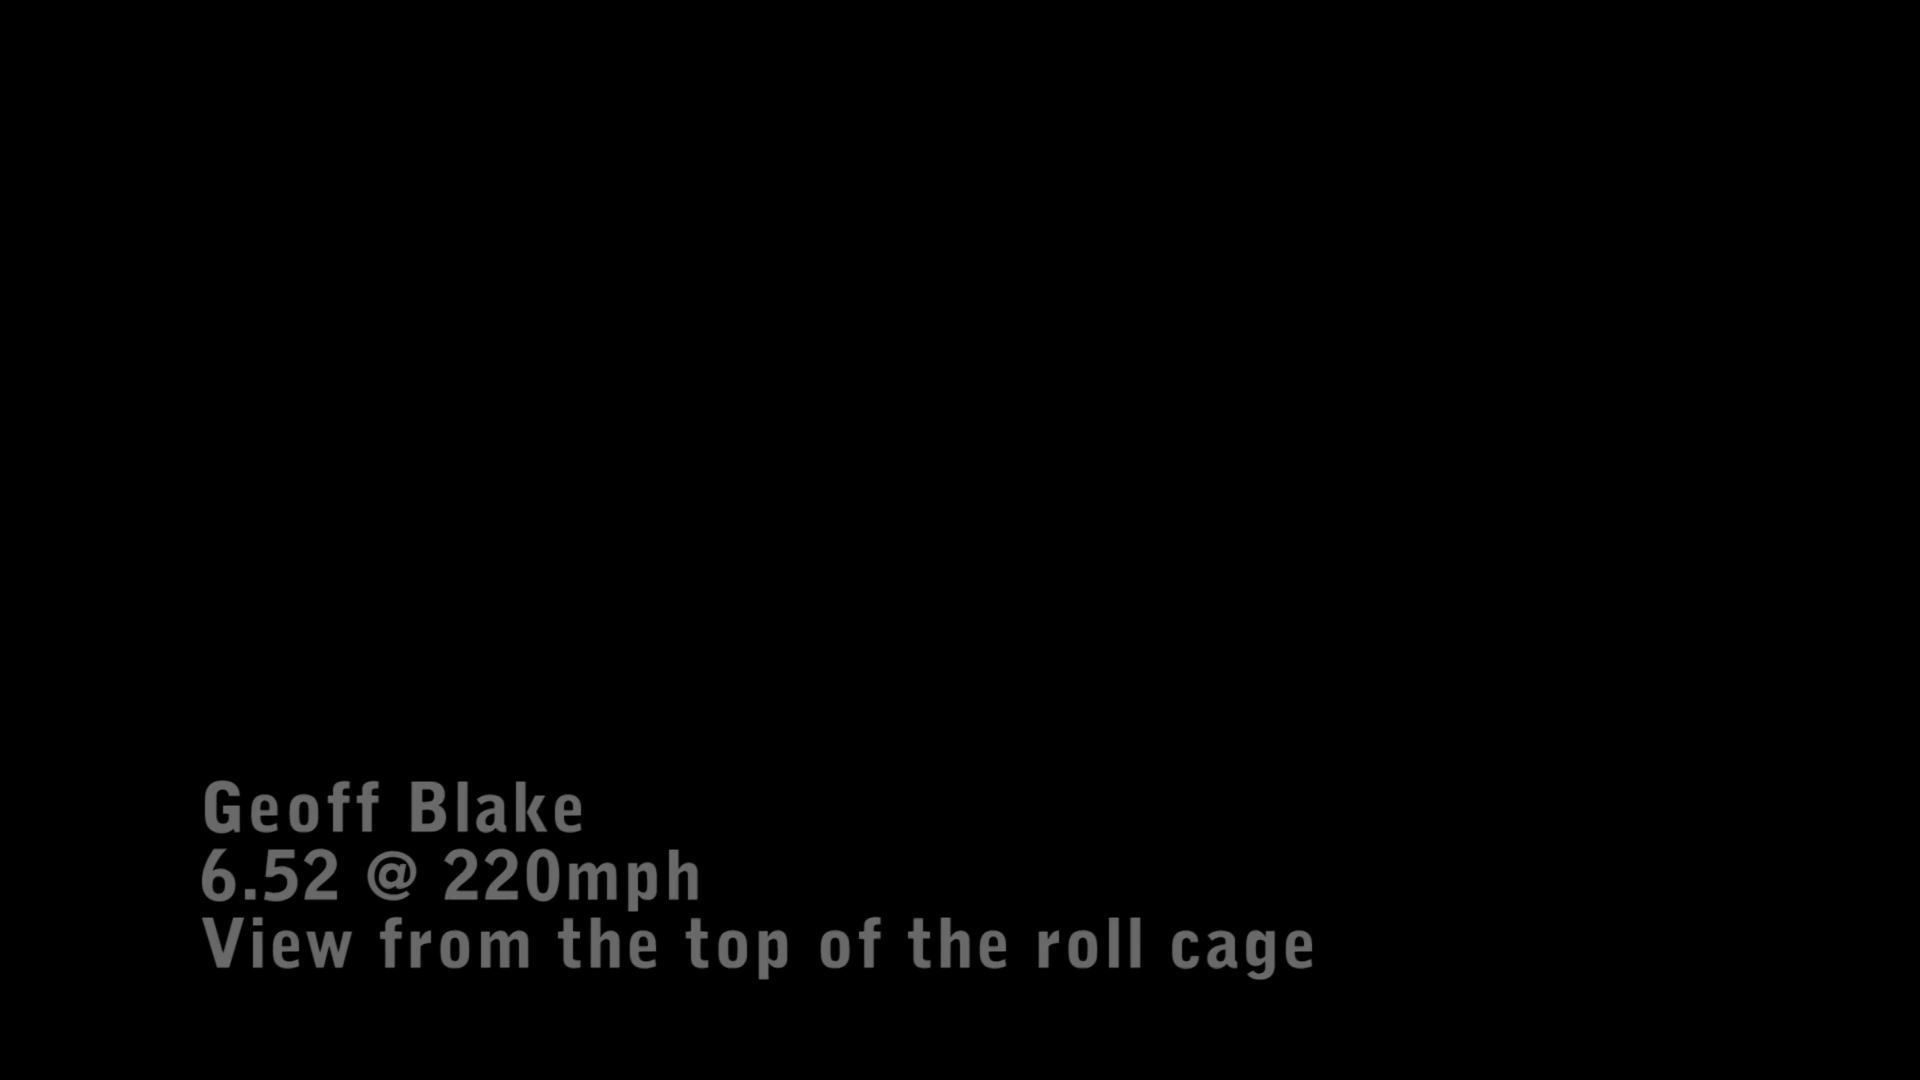 Geoff Blake
6.52 @ 220mph
View from the top of the roll cage